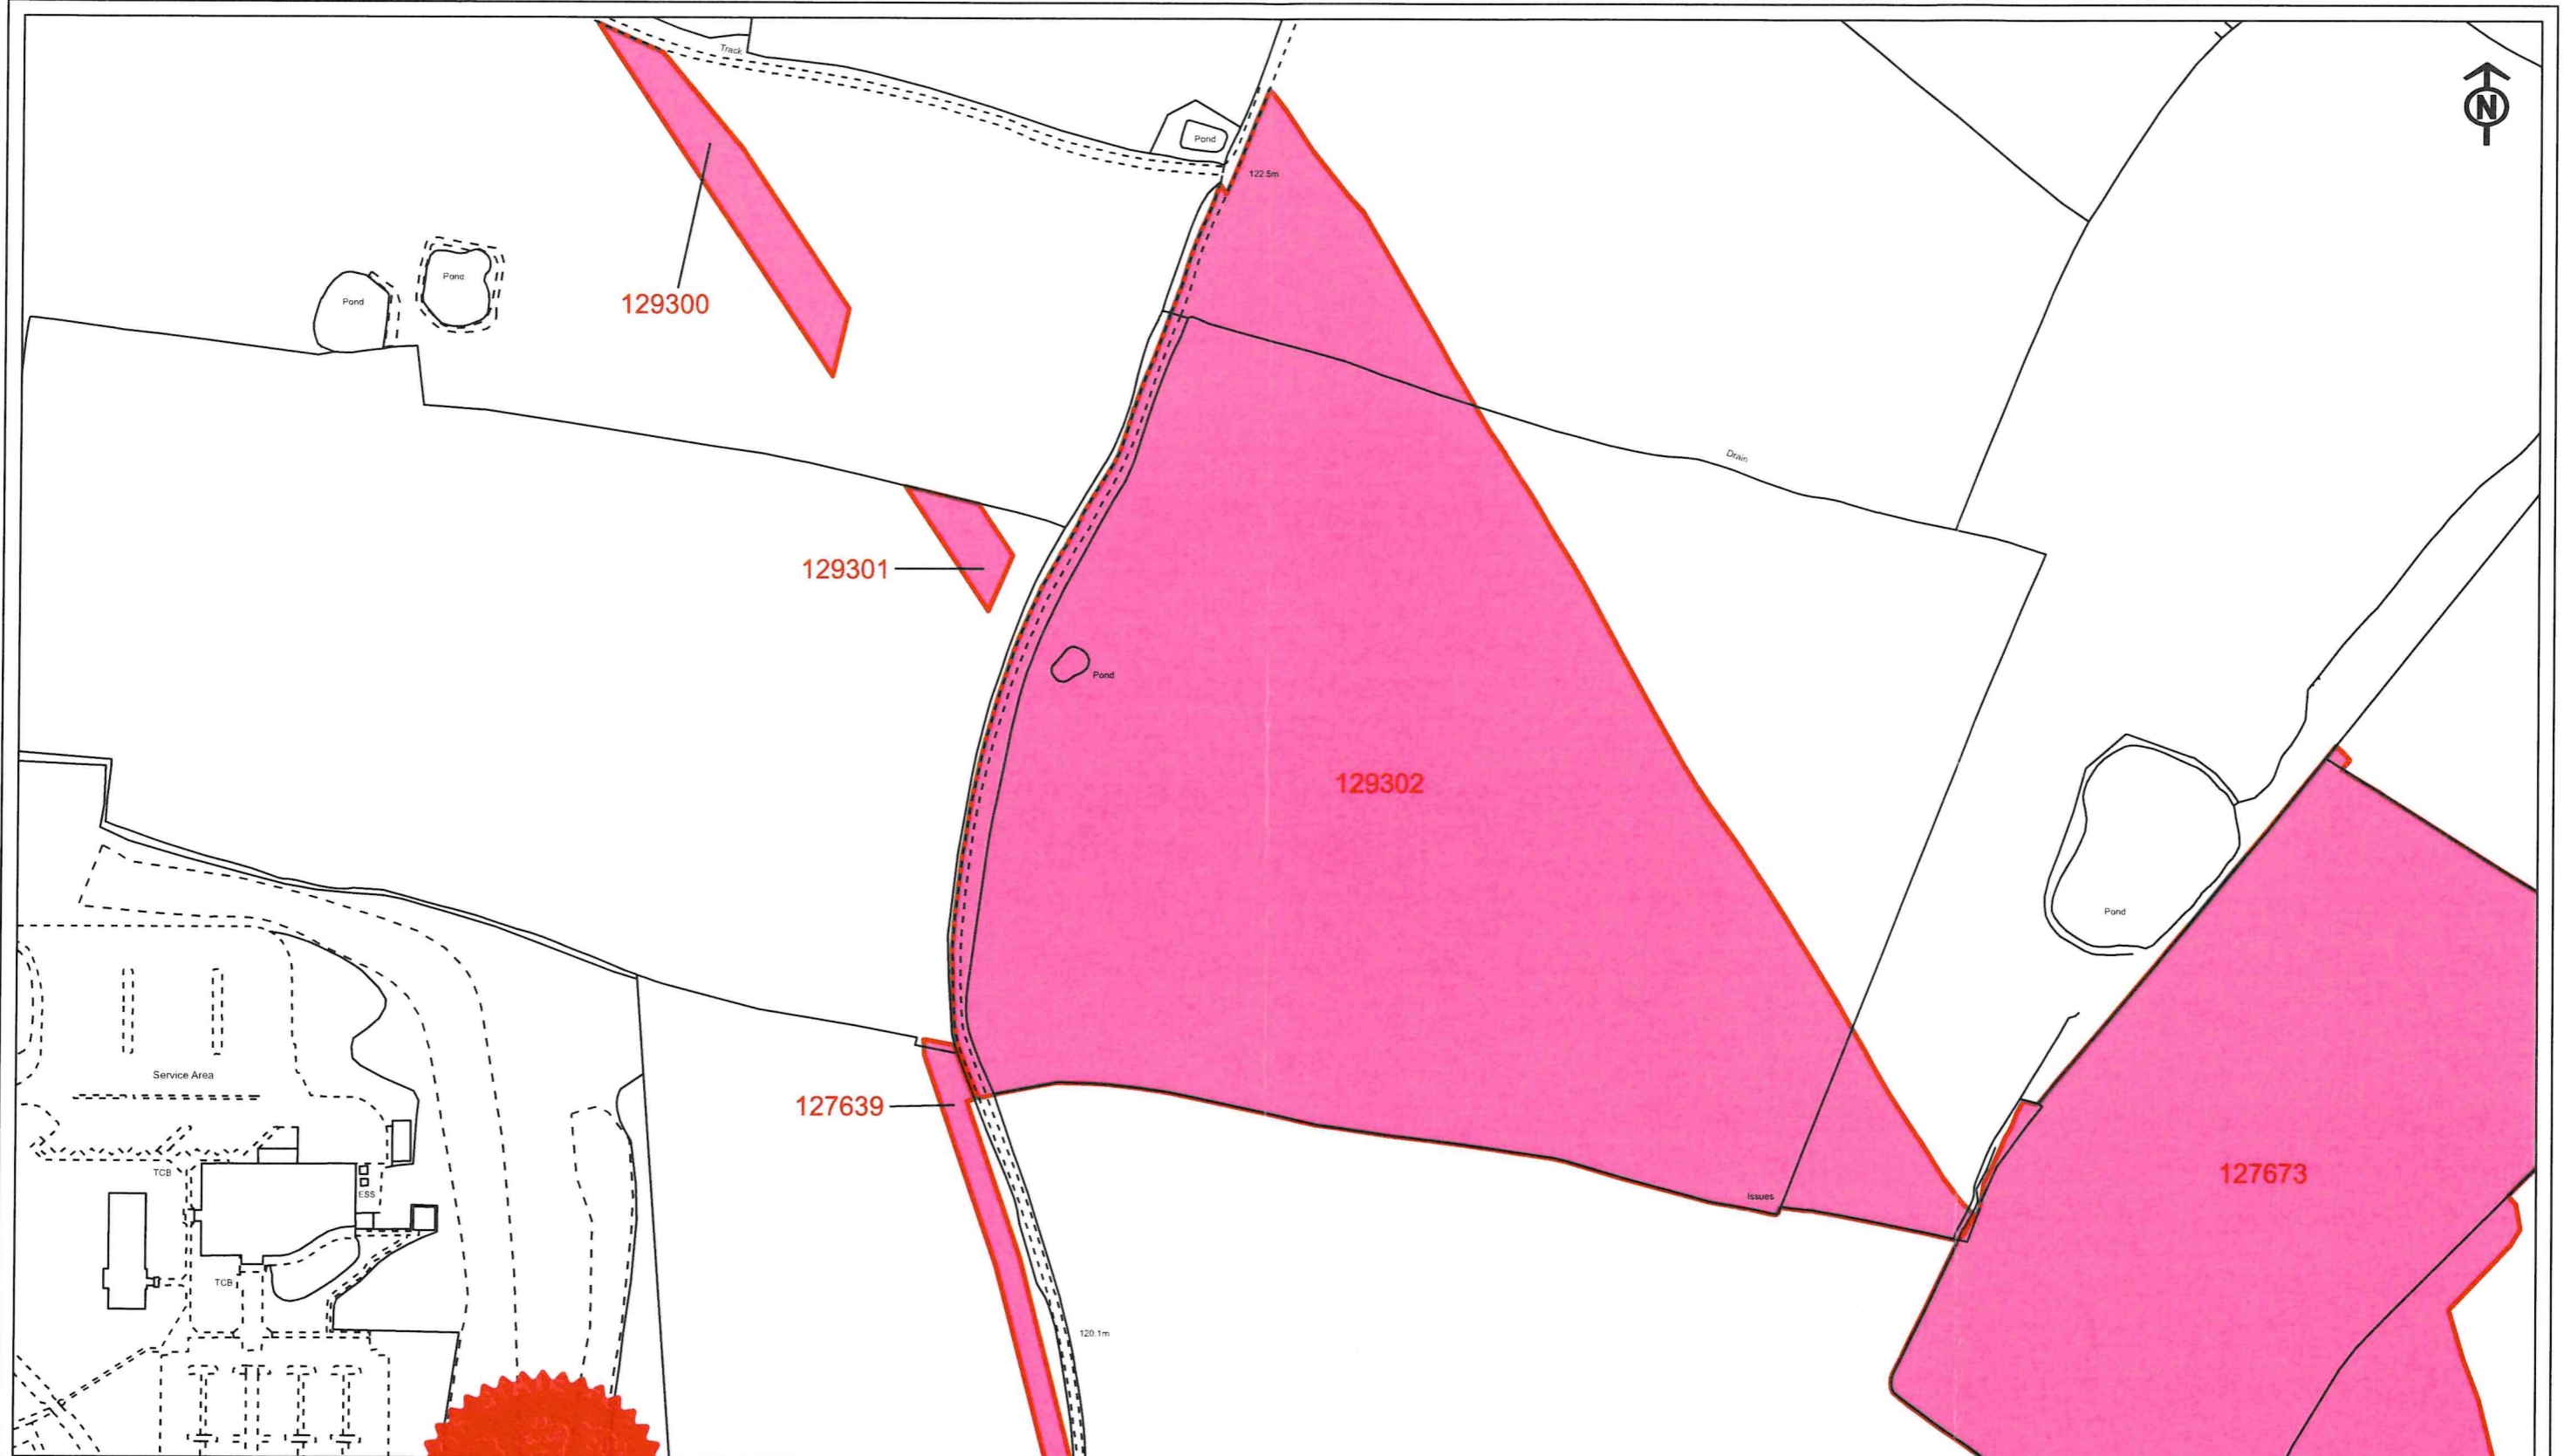 Track
N
Pond
122.5m
Pond
Pond
129300
Drain
129301
Pond
129302
Pond
Service Area
127639
TCB
127673
ESS
Issues
TCB
120.1m